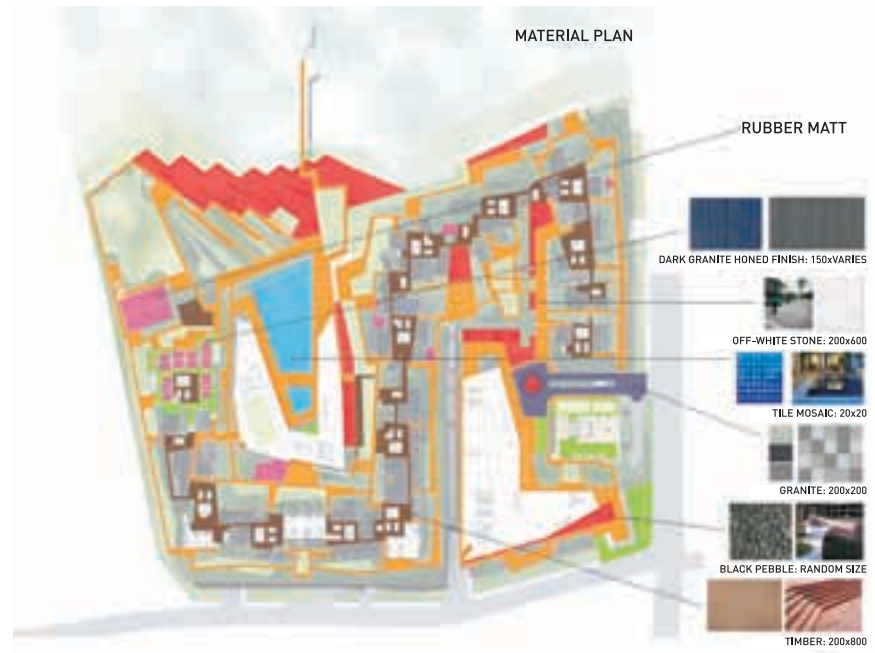 MATERIAL PLAN
RUBBER MATT
DARK GRANITE HONED FINISH: 150xVARIES
OFF-WHITE STONE: 200x600
TILE MOSAIC: 20x20
GRANITE: 200x200
BLACK PEBBLE: RANDOM SIZE
TIMBER: 200x800